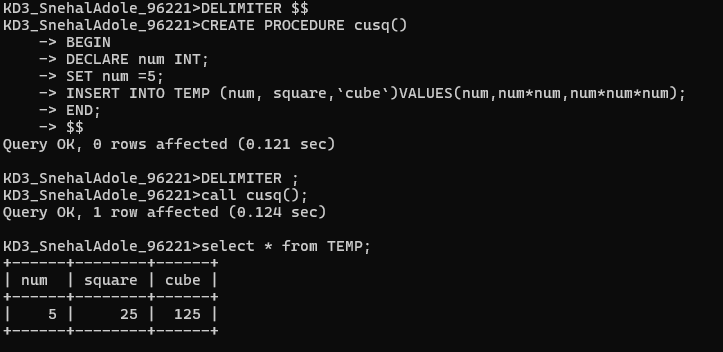 KD3_SnehalAdole_96221>DELIMITER $$
KD3_SnehalAdole_96221>CREATE PROCEDURE cusq()
    -> BEGIN
    -> DECLARE num INT;
    -> SET num =5;
    -> INSERT INTO TEMP (num, square,`cube`)VALUES(num,num*num,num*num*num);
    -> END;
    -> $$
Query OK, 0 rows affected (0.121 sec)

KD3_SnehalAdole_96221>DELIMITER ;
KD3_SnehalAdole_96221>call cusq();
Query OK, 1 row affected (0.124 sec)

KD3_SnehalAdole_96221>select * from TEMP;
+------+--------+------+
| num  | square | cube |
+------+--------+------+
|    5 |     25 |  125 |
+------+--------+------+